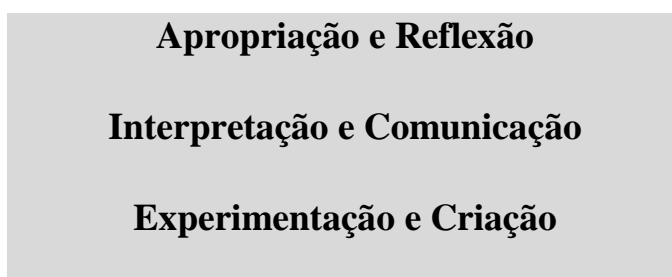 Apropriação e Reflexão
Interpretação e Comunicação
Experimentação e Criação